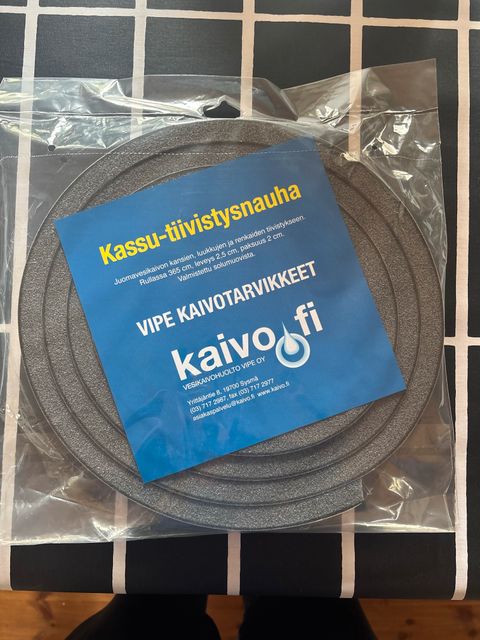 Kassu-tiivistysnauha
Juomavesikaivon kansien, luukkujen ja renkaiden tiivistykseen.
Rullassa 365 cm, leveys 2.5 cm, paksuus 2 cm.
Valmistettu solumuovista.
VIPE KAIVOTARVIKKEET
kaivo.fi
VESIKAIVOHUOLTO VIPE OY
Yrittäjäntie 8, 19700 Sysmä
(03) 717 2967, fax (03) 717 2977
asiakaspalvelu@kaivo.fi www.kaivo.fi